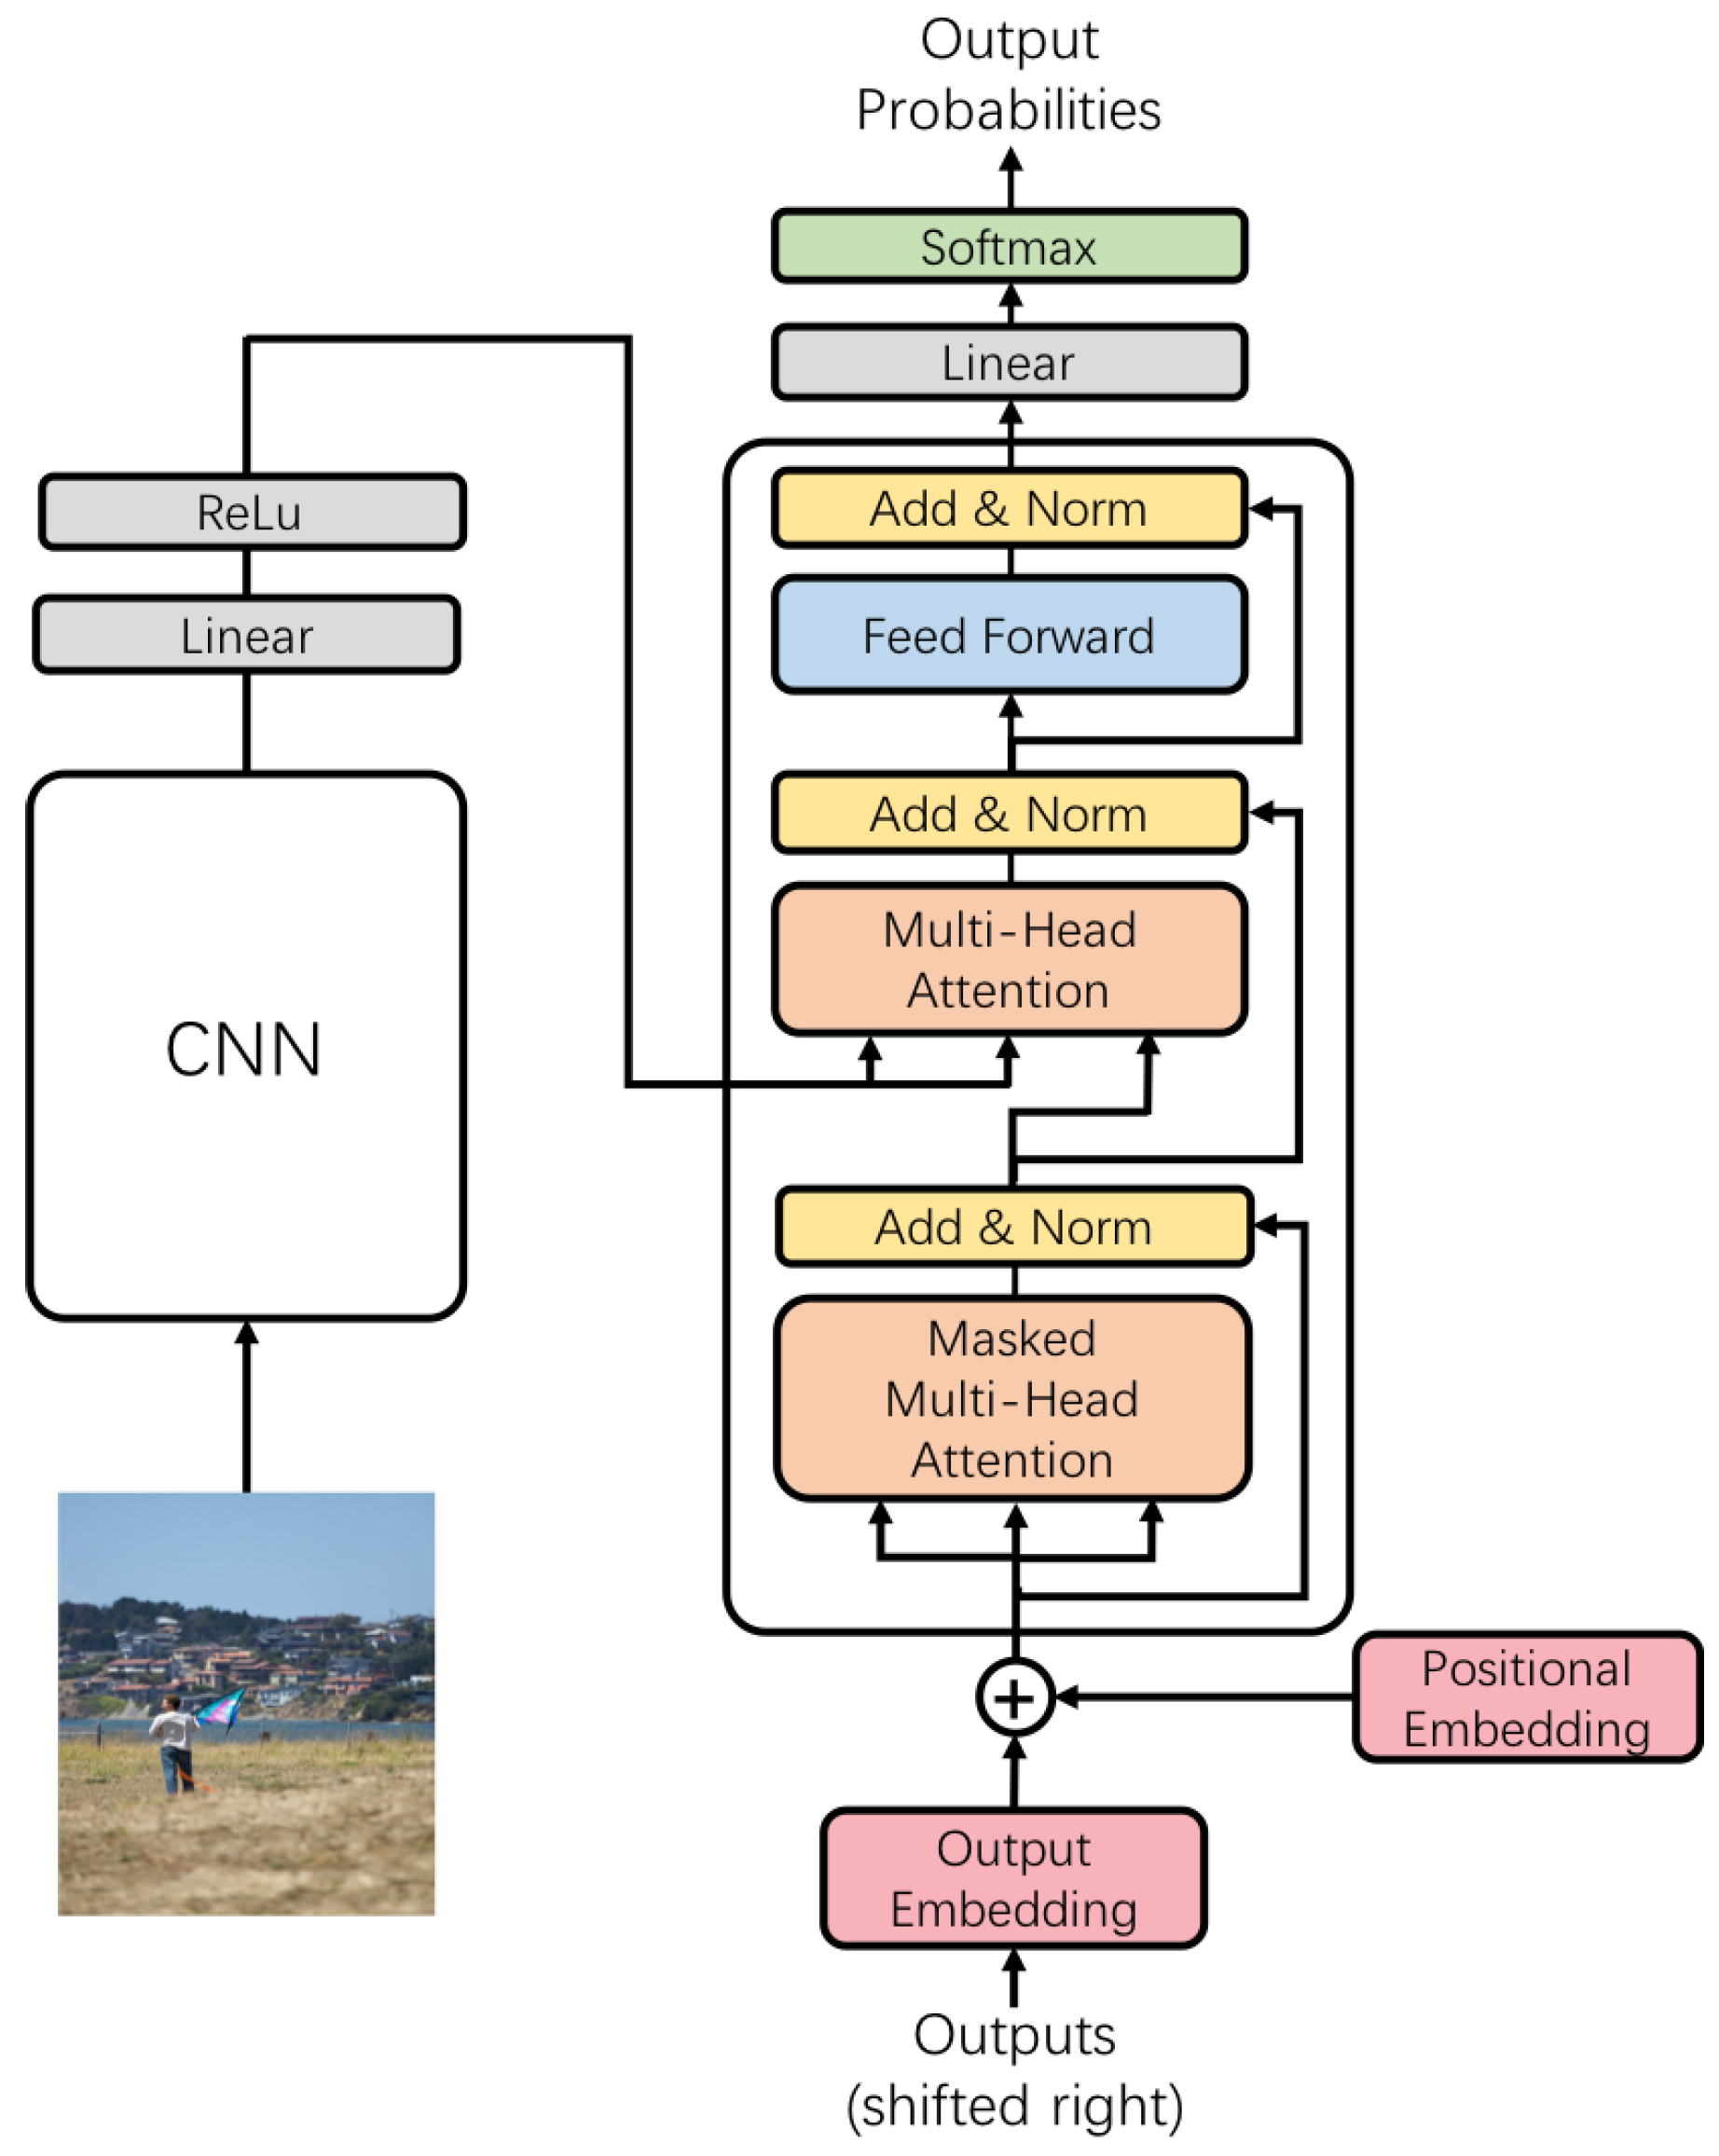 Output
Probabilities
Softmax
Linear
Add & Norm
Feed Forward
Add & Norm
Multi-Head
Attention
Add & Norm
Masked
Multi-Head
Attention
Positional
Embedding
Output
Embedding
Outputs
(shifted right)
ReLu
Linear
CNN
+